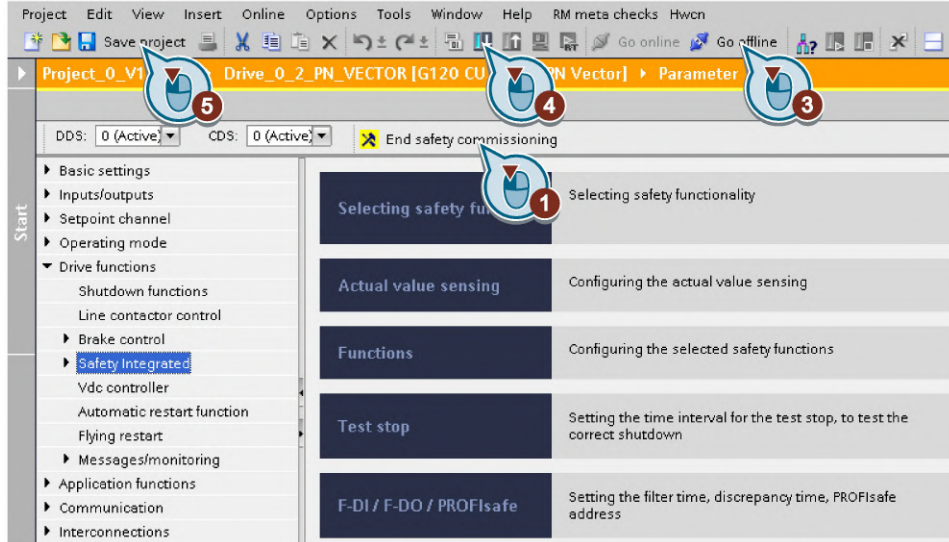 Project Edit View Insert Online Options Tools Window Help RM meta checks Hwcn
Save project Go online Go offline
Project_0_V1 Drive_0_2_PN_VECTOR [G120 CU PN Vector] Parameter
5 4 3
DDS: 0 (Active) CDS: 0 (Active) End safety commissioning
1
Start
Basic settings
Inputs/outputs
Setpoint channel
Operating mode
Drive functions
Shutdown functions
Line contactor control
Brake control
Safety Integrated
Vdc controller
Automatic restart function
Flying restart
Messages/monitoring
Application functions
Communication
Interconnections
Selecting safety fu
Selecting safety functionality
Actual value sensing
Configuring the actual value sensing
Functions
Configuring the selected safety functions
Test stop
Setting the time interval for the test stop, to test the
correct shutdown
F-DI / F-DO / PROFIsafe
Setting the filter time, discrepancy time, PROFIsafe
address